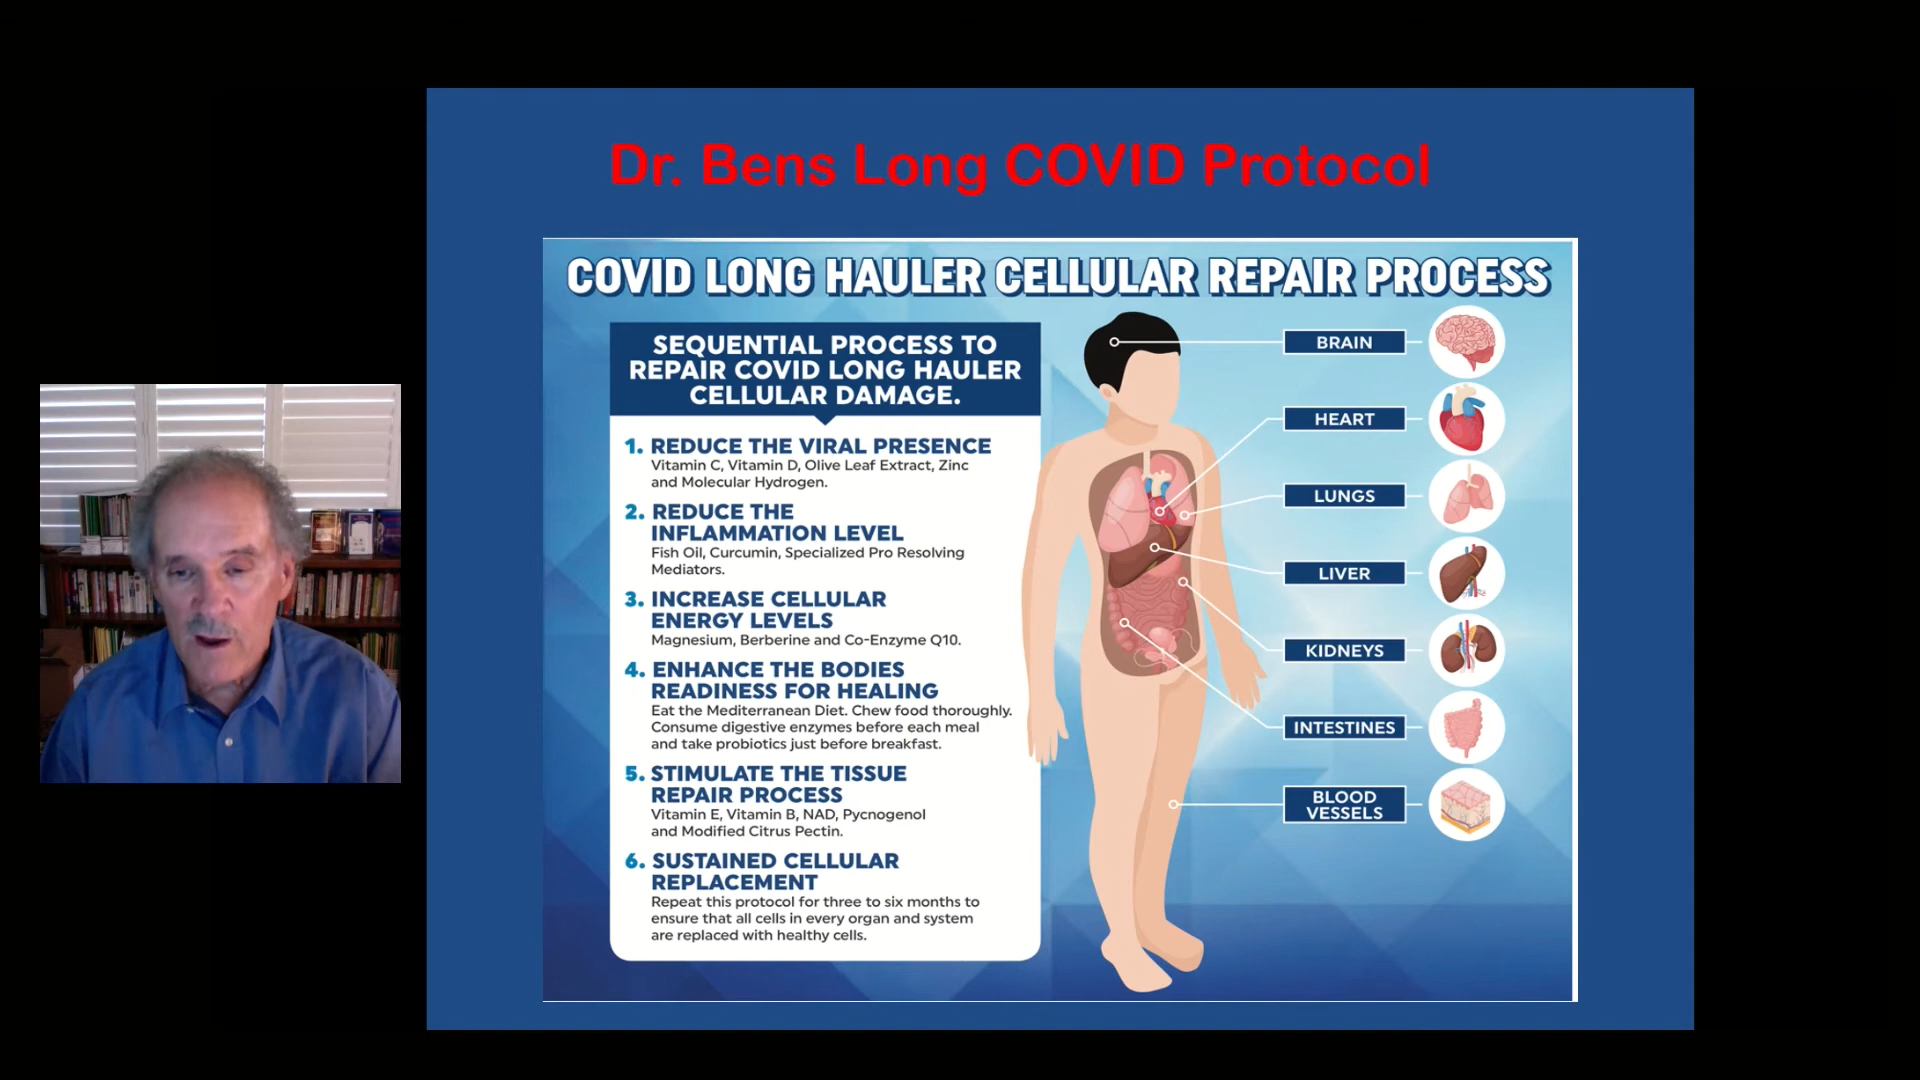 Dr. Bens Long COVID Protocol
COVID LONG HAULER CELLULAR REPAIR PROCESS
SEQUENTIAL PROCESS TO
REPAIR COVID LONG HAULER
CELLULAR DAMAGE.
1. REDUCE THE VIRAL PRESENCE
Vitamin C, Vitamin D, Olive Leaf Extract, Zinc
and Molecular Hydrogen.
2. REDUCE THE
INFLAMMATION LEVEL
Fish Oil, Curcumin, Specialized Pro Resolving
Mediators.
3. INCREASE CELLULAR
ENERGY LEVELS
Magnesium, Berberine and Co-Enzyme Q10.
4. ENHANCE THE BODIES
READINESS FOR HEALING
Eat the Mediterranean Diet. Chew food thoroughly.
Consume digestive enzymes before each meal
and take probiotics just before breakfast.
5. STIMULATE THE TISSUE
REPAIR PROCESS
Vitamin E, Vitamin B, NAD, Pycnogenol
and Modified Citrus Pectin.
6. SUSTAINED CELLULAR
REPLACEMENT
Repeat this protocol for three to six months to
ensure that all cells in every organ and system
are replaced with healthy cells.
BRAIN
HEART
LUNGS
LIVER
KIDNEYS
INTESTINES
BLOOD
VESSELS